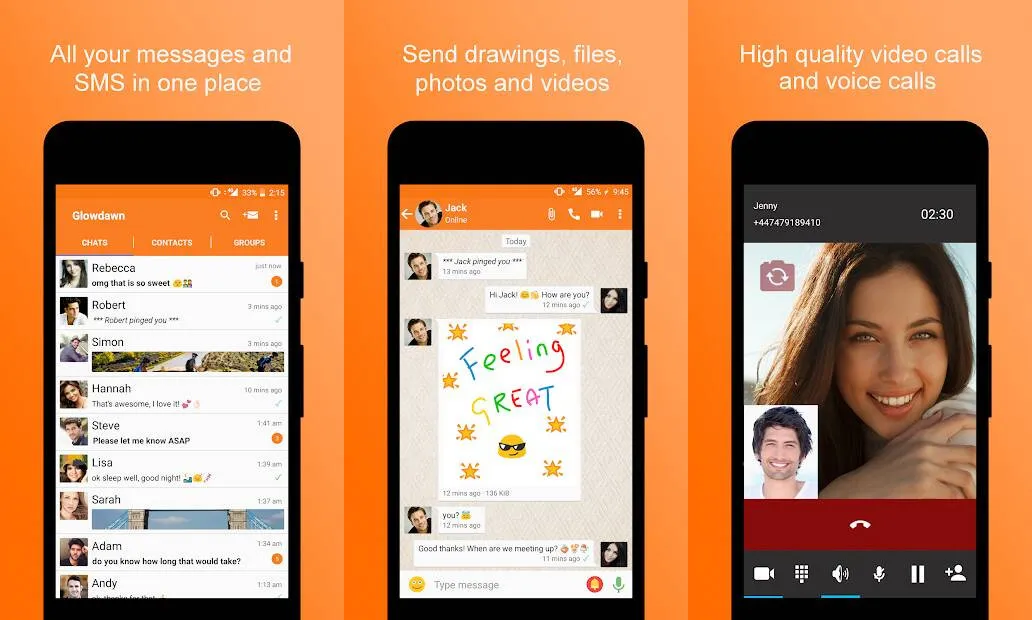 All your messages and
SMS in one place
33% 2:15
Glowdawn
CHATS CONTACTS GROUPS
Rebecca just now
omg that is so sweet 1
Robert 3 mins ago
*** Robert pinged you ***
Simon 3 mins ago
Hannah 10 mins ago
That's awesome, I love it!
Steve 1:41 am
Please let me know ASAP
Lisa 1:39 am
ok sleep well, good night!
Sarah 1:37 am
Adam 1:34 am
do you know how long that would take?
Andy 1:13 am
Send drawings, files,
photos and videos
56% 9:45
Jack
Online
Today
*** Jack pinged you ***
13 mins ago
Hi Jack! How are you?
12 mins ago
Feeling
GREAT
12 mins ago - 136 KiB
you?
12 mins ago
Good thanks! When are we meeting up?
11 mins ago
Type message
High quality video calls
and voice calls
Jenny
+447479189410
02:30